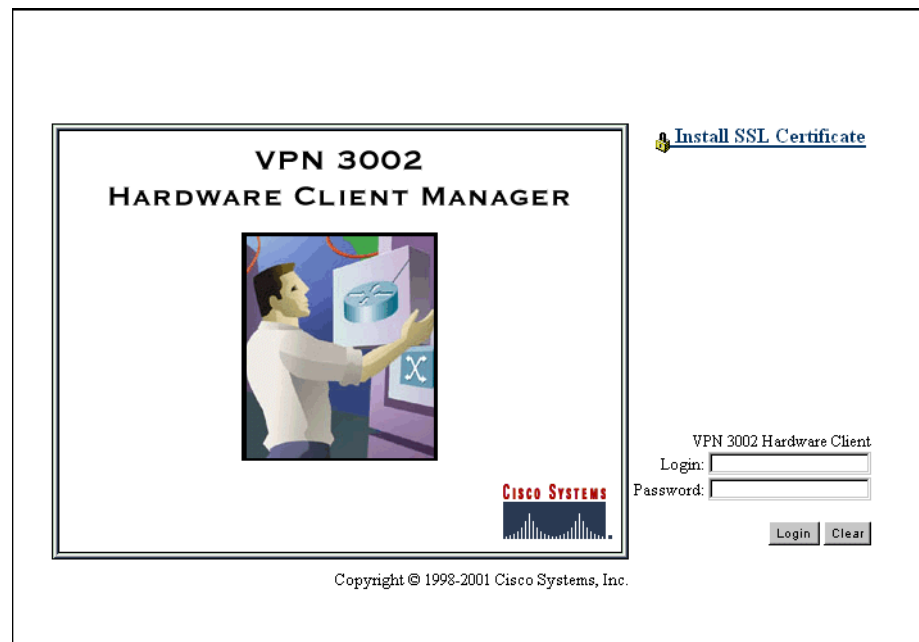 Install SSL Certificate
VPN 3002
HARDWARE CLIENT MANAGER
CISCO SYSTEMS
VPN 3002 Hardware Client
Login:
Password:
Login Clear
Copyright © 1998-2001 Cisco Systems, Inc.